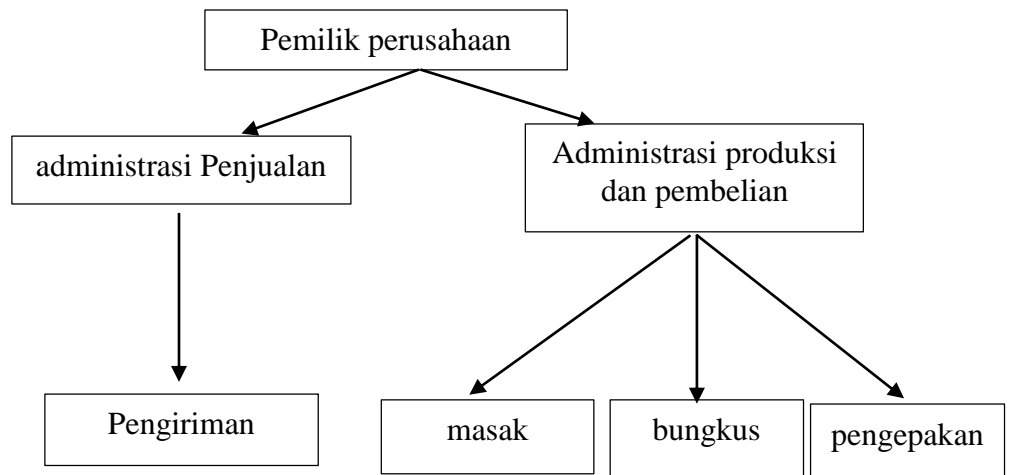 Pemilik perusahaan
administrasi Penjualan
Administrasi produksi
dan pembelian
Pengiriman
masak
bungkus
pengepakan